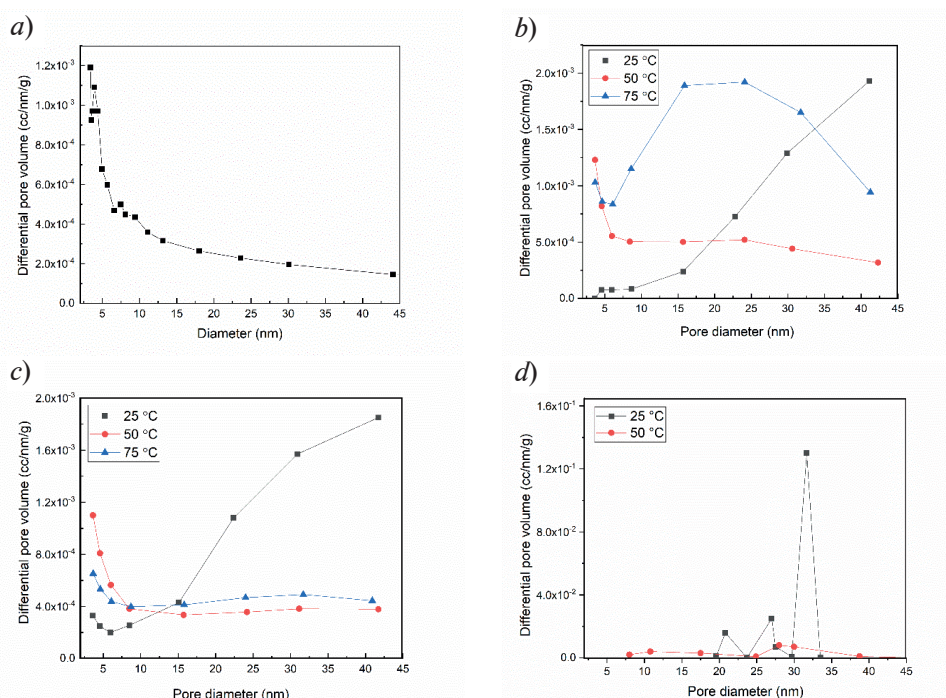 a)
1.2x10⁻³
1.0x10⁻³
8.0x10⁻⁴
6.0x10⁻⁴
4.0x10⁻⁴
2.0x10⁻⁴
0.0
Differential pore volume (cc/nm/g)
5 10 15 20 25 30 35 40 45
Diameter (nm)
b)
25 °C
50 °C
75 °C
2.0x10⁻³
1.5x10⁻³
1.0x10⁻³
5.0x10⁻⁴
0.0
Differential pore volume (cc/nm/g)
5 10 15 20 25 30 35 40 45
Pore diameter (nm)
c)
25 °C
50 °C
75 °C
2.0x10⁻³
1.6x10⁻³
1.2x10⁻³
8.0x10⁻⁴
4.0x10⁻⁴
0.0
Differential pore volume (cc/nm/g)
5 10 15 20 25 30 35 40 45
Pore diameter (nm)
d)
25 °C
50 °C
1.6x10⁻¹
1.2x10⁻¹
8.0x10⁻²
4.0x10⁻²
0.0
Differential pore volume (cc/nm/g)
5 10 15 20 25 30 35 40 45
Pore diameter (nm)